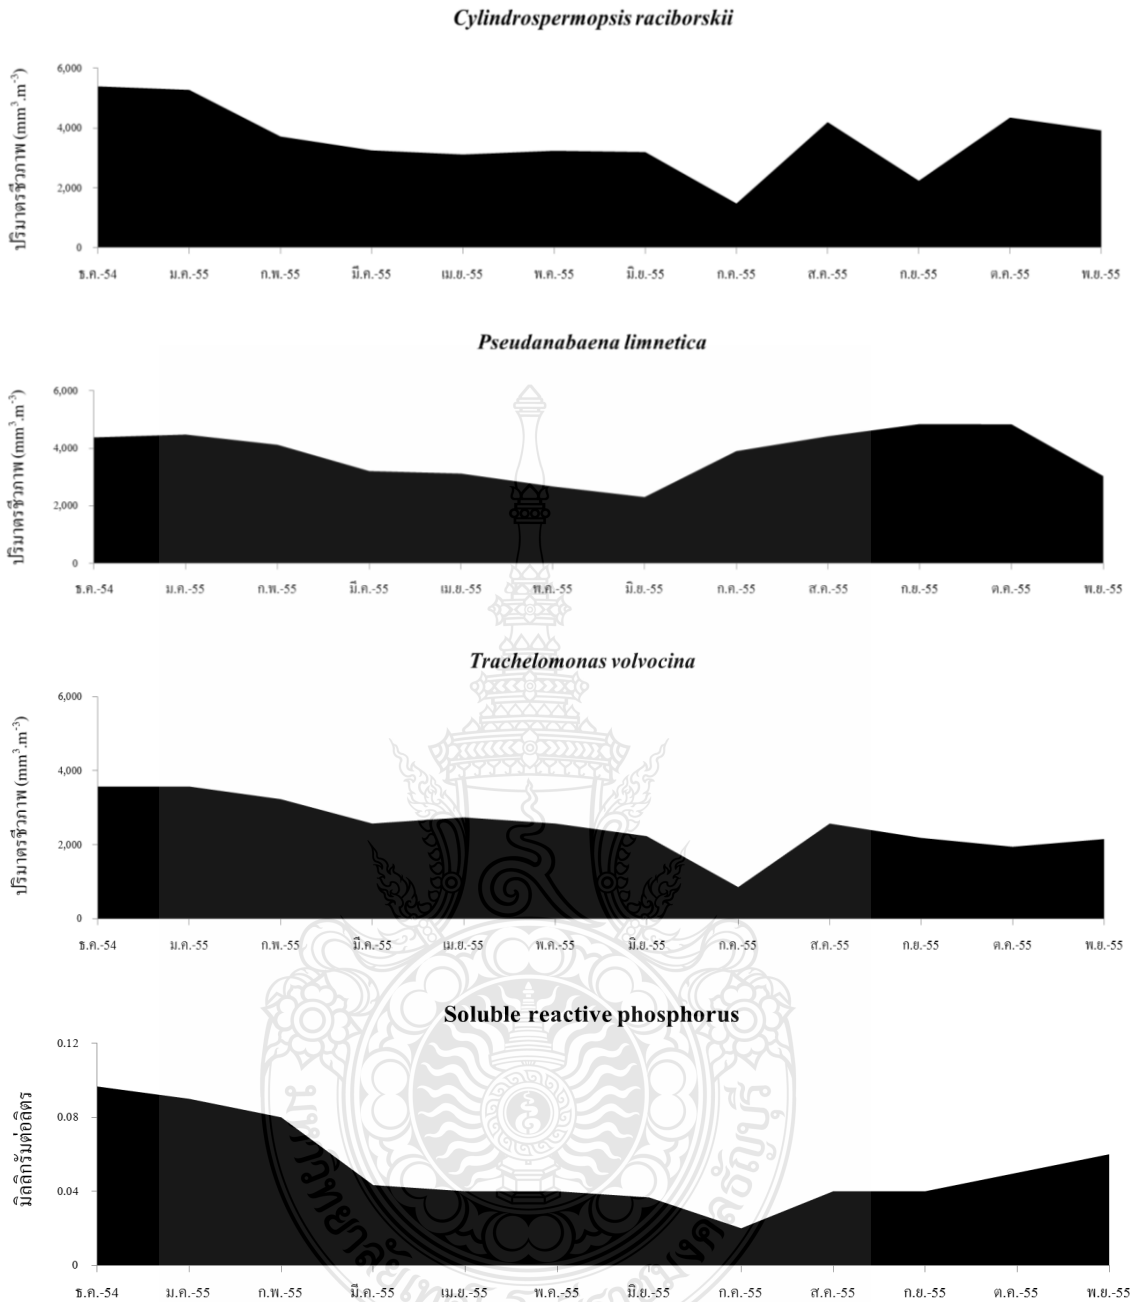 Cylindrospermopsis raciborskii
ปริมาตรชีวภาพ (mm³.m⁻³)
6,000
4,000
2,000
0
ธ.ค.-54 ม.ค.-55 ก.พ.-55 มี.ค.-55 เม.ย.-55 พ.ค.-55 มิ.ย.-55 ก.ค.-55 ส.ค.-55 ก.ย.-55 ต.ค.-55 พ.ย.-55
Pseudanabaena limnetica
ปริมาตรชีวภาพ (mm³.m⁻³)
6,000
4,000
2,000
0
ธ.ค.-54 ม.ค.-55 ก.พ.-55 มี.ค.-55 เม.ย.-55 พ.ค.-55 มิ.ย.-55 ก.ค.-55 ส.ค.-55 ก.ย.-55 ต.ค.-55 พ.ย.-55
Trachelomonas volvocina
ปริมาตรชีวภาพ (mm³.m⁻³)
6,000
4,000
2,000
0
ธ.ค.-54 ม.ค.-55 ก.พ.-55 มี.ค.-55 เม.ย.-55 พ.ค.-55 มิ.ย.-55 ก.ค.-55 ส.ค.-55 ก.ย.-55 ต.ค.-55 พ.ย.-55
Soluble reactive phosphorus
มิลลิกรัมต่อลิตร
0.12
0.08
0.04
0
ธ.ค.-54 ม.ค.-55 ก.พ.-55 มี.ค.-55 เม.ย.-55 พ.ค.-55 มิ.ย.-55 ก.ค.-55 ส.ค.-55 ก.ย.-55 ต.ค.-55 พ.ย.-55